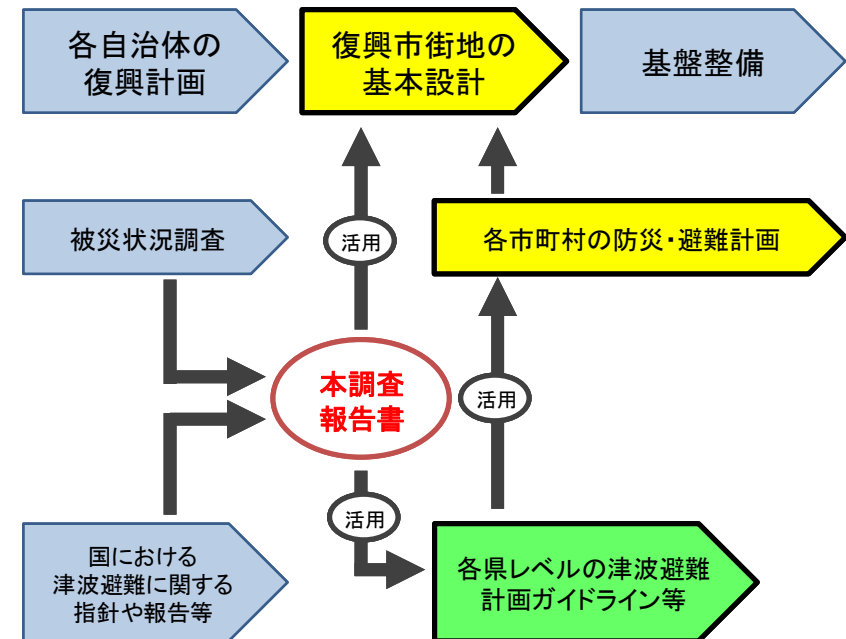 各自治体の
復興計画
復興市街地の
基本設計
基盤整備
被災状況調査
活用
各市町村の防災・避難計画
本調査
報告書
活用
活用
国における
津波避難に関する
指針や報告等
各県レベルの津波避難
計画ガイドライン等